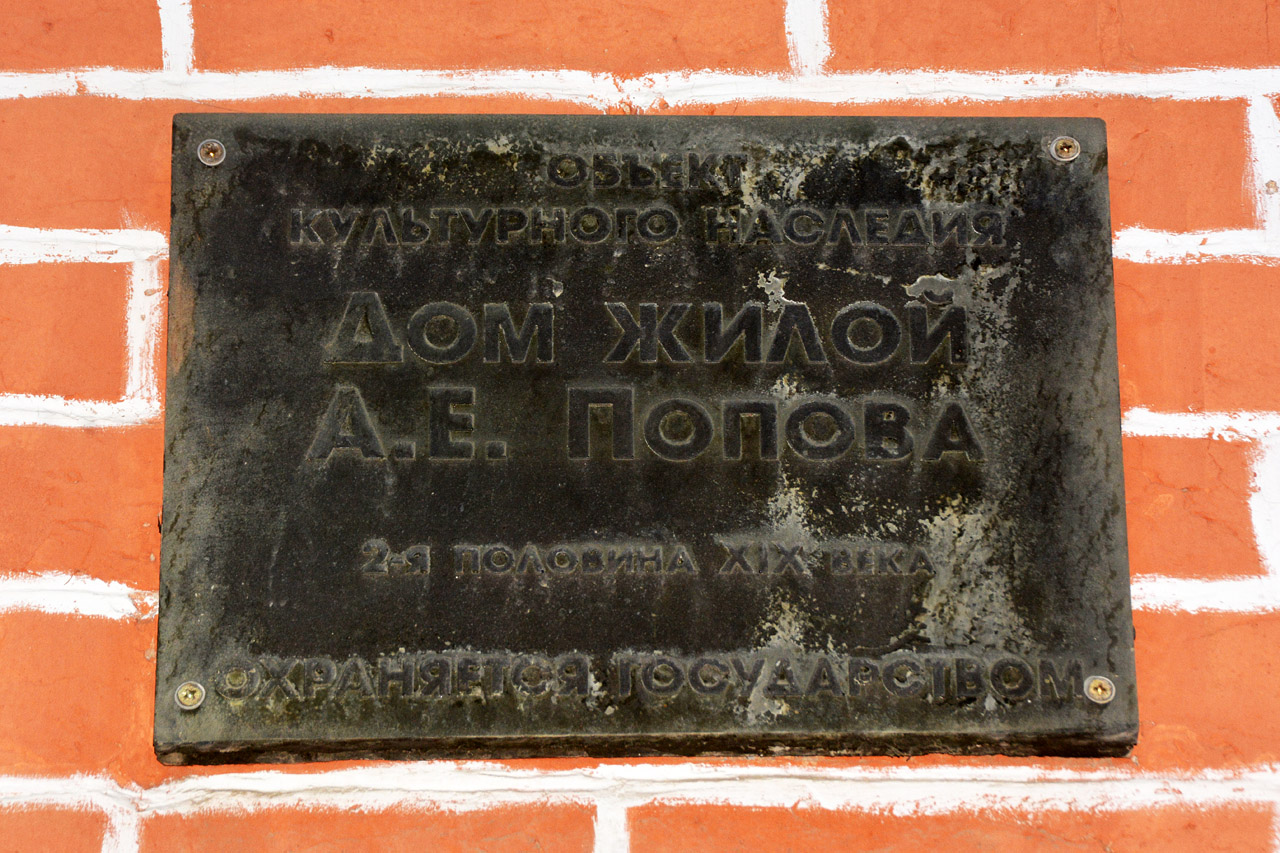 ОБЪЕКТ
КУЛЬТУРНОГО НАСЛЕДИЯ
ДОМ ЖИЛОЙ
А.Е. ПОПОВА
2-Я ПОЛОВИНА XIX ВЕКА
ОХРАНЯЕТСЯ ГОСУДАРСТВОМ